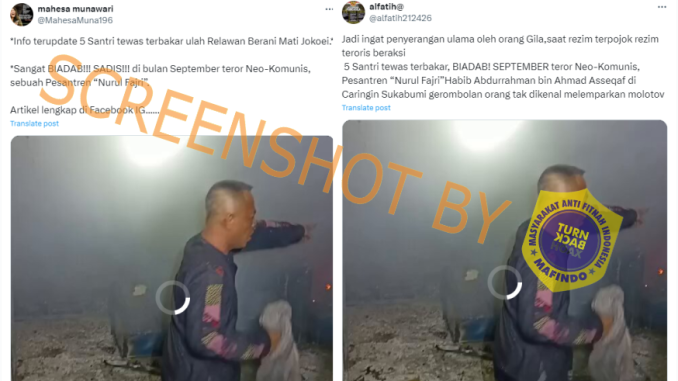 mahesa munawari
@MahesaMuna196
*Info terupdate 5 Santri tewas terbakar ulah Relawan Berani Mati Jokoei.*
*Sangat BIADAB!!! SADIS!!! di bulan September teror Neo-Komunis,
sebuah Pesantren “Nurul Fajri”,
Artikel lengkap di Facebook IG......
Translate post
alfatih@
@alfatih212426
Jadi ingat penyerangan ulama oleh orang Gila,saat rezim terpojok rezim
teroris beraksi
5 Santri tewas terbakar, BIADAB! SEPTEMBER teror Neo-Komunis,
Pesantren “Nurul Fajri”Habib Abdurrahman bin Ahmad Asseqaf di
Caringin Sukabumi gerombolan orang tak dikenal melemparkan molotov
Translate post
SCREENSHOT BY
MASYARAKAT ANTI FITNAH INDONESIA
TURN
BACK
HOAX
MAFINDO